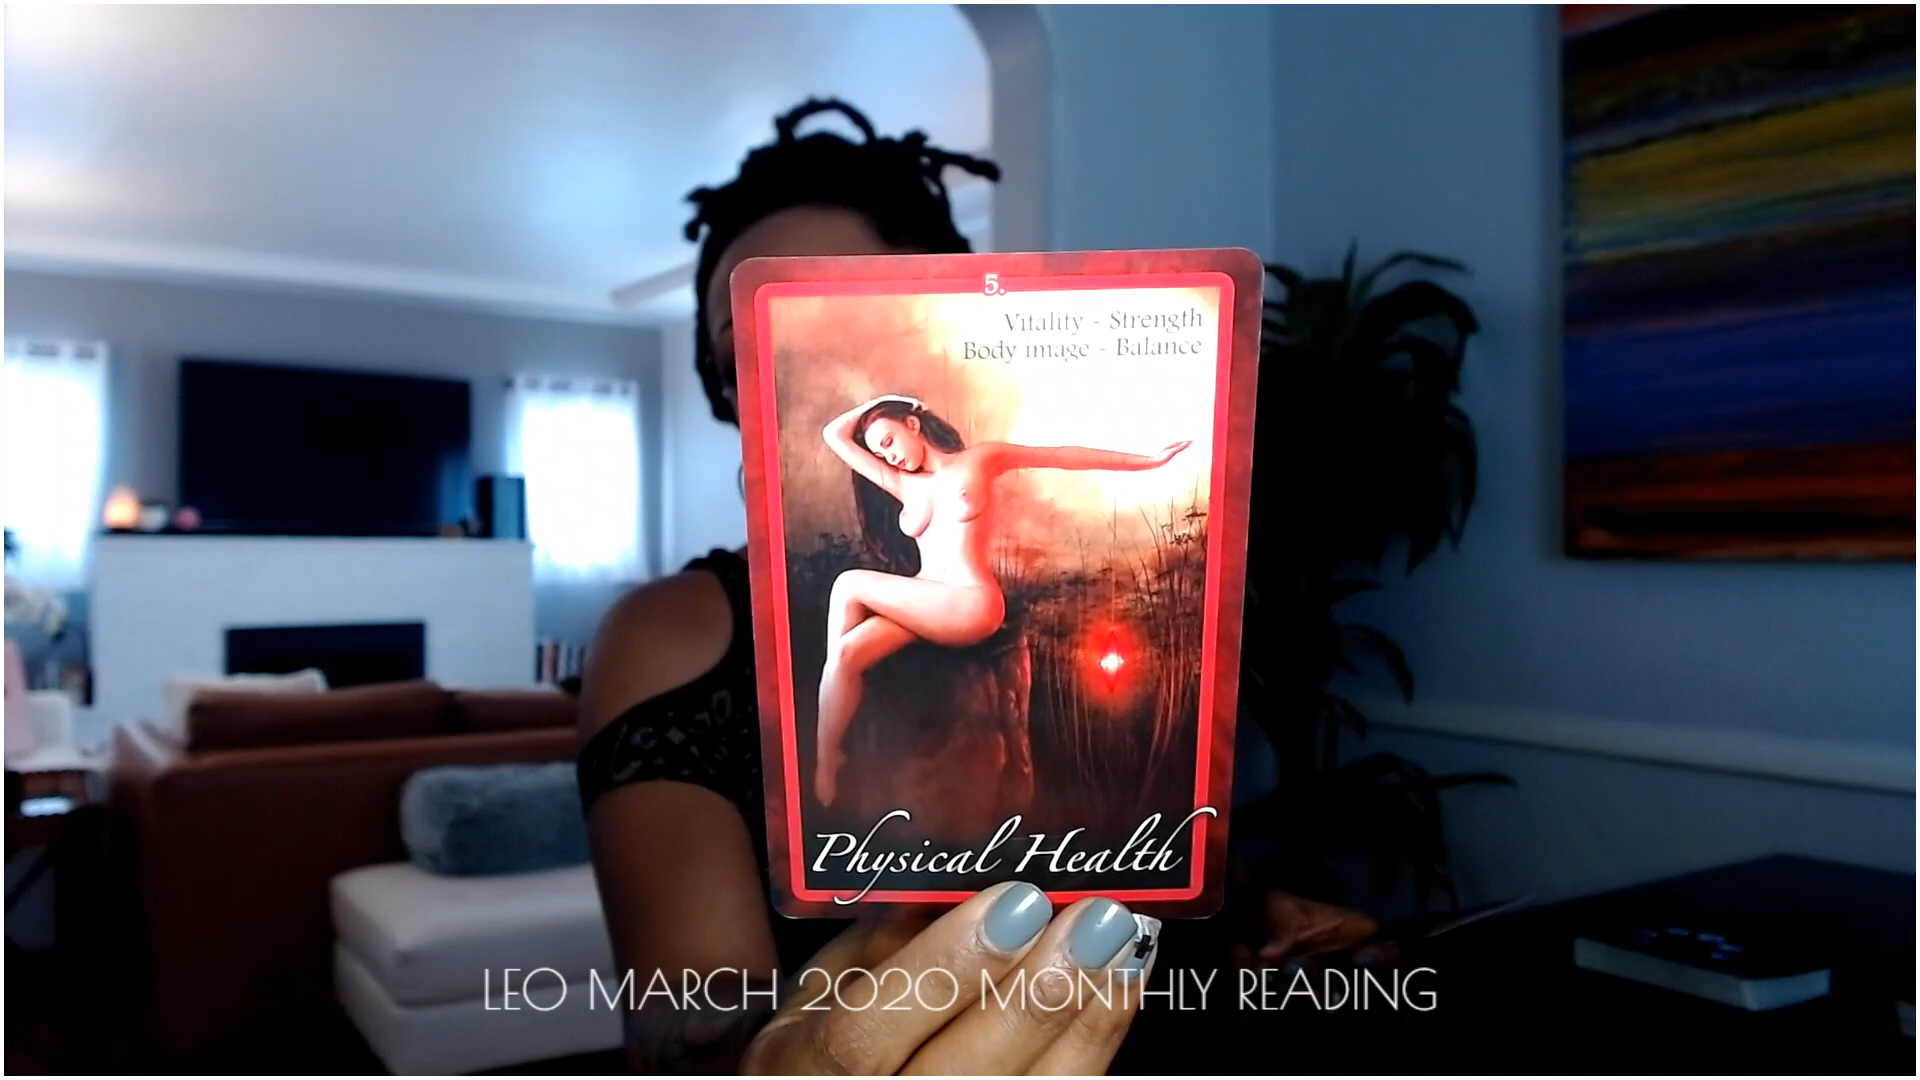 5.
Vitality - Strength
Body image - Balance
Physical Health
LEO MARCH 2020 MONTHLY READING